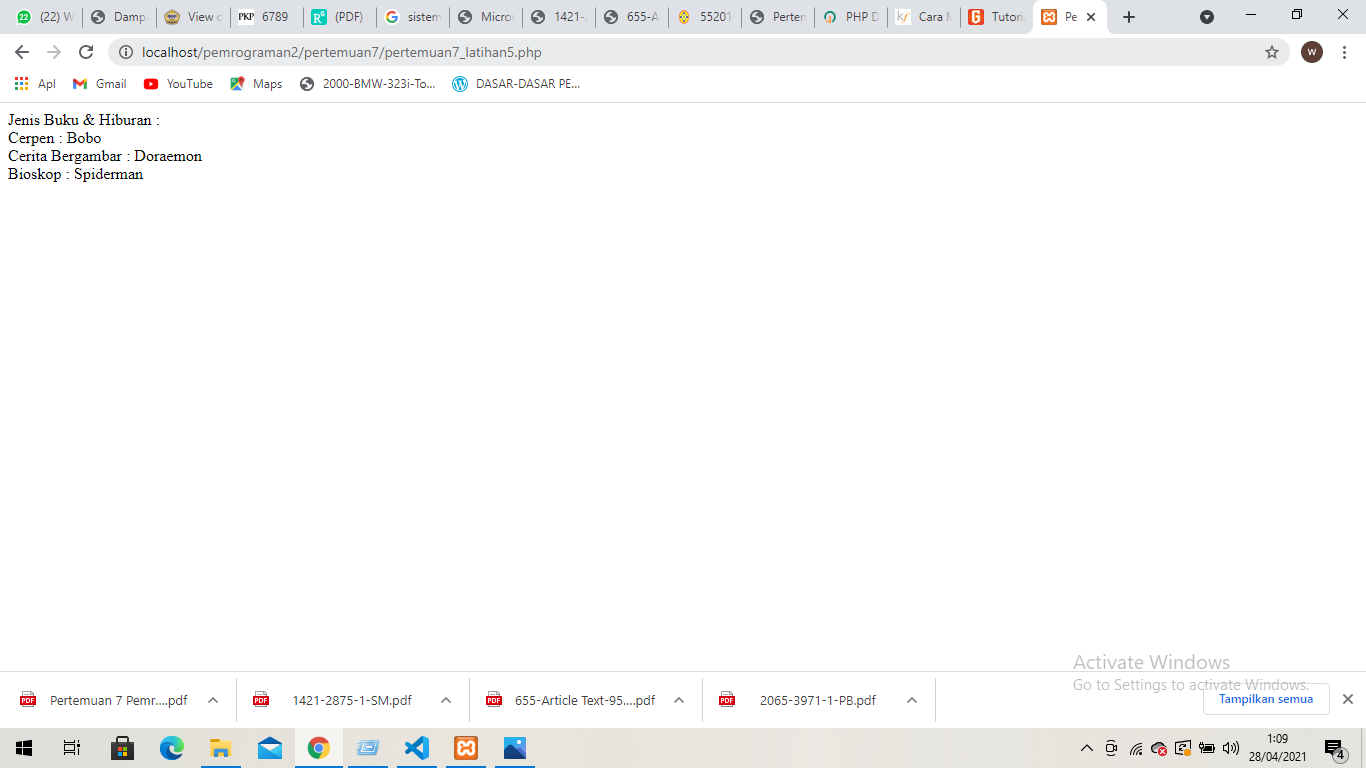 (22) W
Damp
View c
PKP 6789
(PDF)
sistem
Micro
1421-
655-A
55201
Perten
PHP D
kf Cara M
Tutori
Pe
localhost/pemrograman2/pertemuan7/pertemuan7_latihan5.php
W
Apl
Gmail
YouTube
Maps
2000-BMW-323i-To...
DASAR-DASAR PE...
Jenis Buku & Hiburan :
Cerpen : Bobo
Cerita Bergambar : Doraemon
Bioskop : Spiderman
Activate Windows
Go to Settings to activate Windows.
Pertemuan 7 Pemr....pdf
1421-2875-1-SM.pdf
655-Article Text-95....pdf
2065-3971-1-PB.pdf
Tampilkan semua
1:09
28/04/2021
4